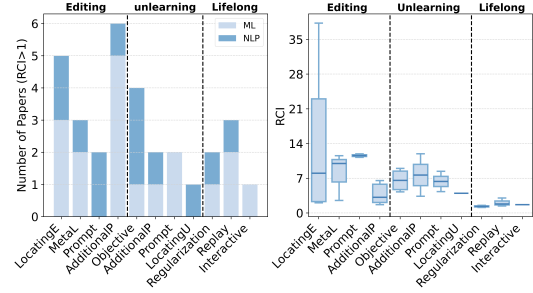 Editing unlearning Lifelong
Number of Papers (RCI>1)
6
5
4
3
2
1
0
ML
NLP
LocatingE
MetaL
Prompt
AdditionalP
Objective
AdditionalP
Prompt
LocatingU
Regularization
Replay
Interactive
Editing Unlearning Lifelong
RCI
35
28
21
14
7
0
LocatingE
MetaL
Prompt
AdditionalP
Objective
AdditionalP
Prompt
LocatingU
Regularization
Replay
Interactive